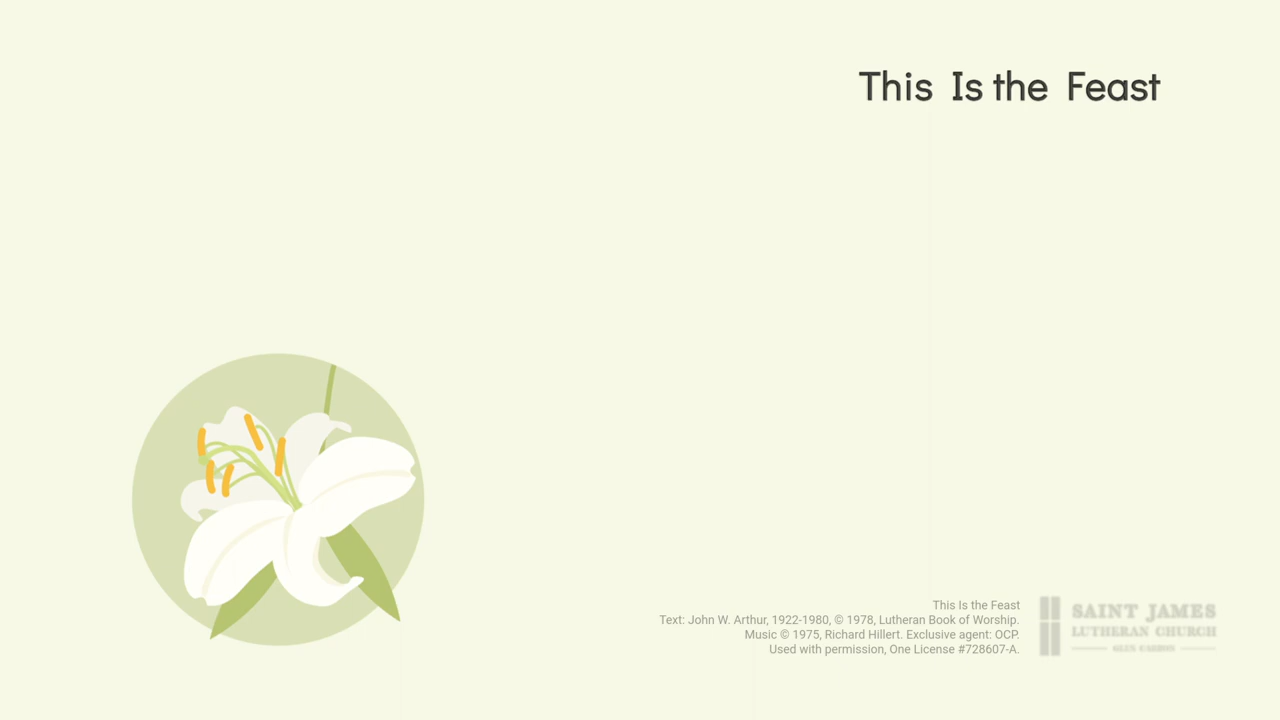 This Is the Feast
This Is the Feast
Text: John W. Arthur, 1922-1980, © 1978, Lutheran Book of Worship.
Music © 1975, Richard Hillert. Exclusive agent: OCP.
Used with permission, One License #728607-A.
SAINT JAMES
LUTHERAN CHURCH